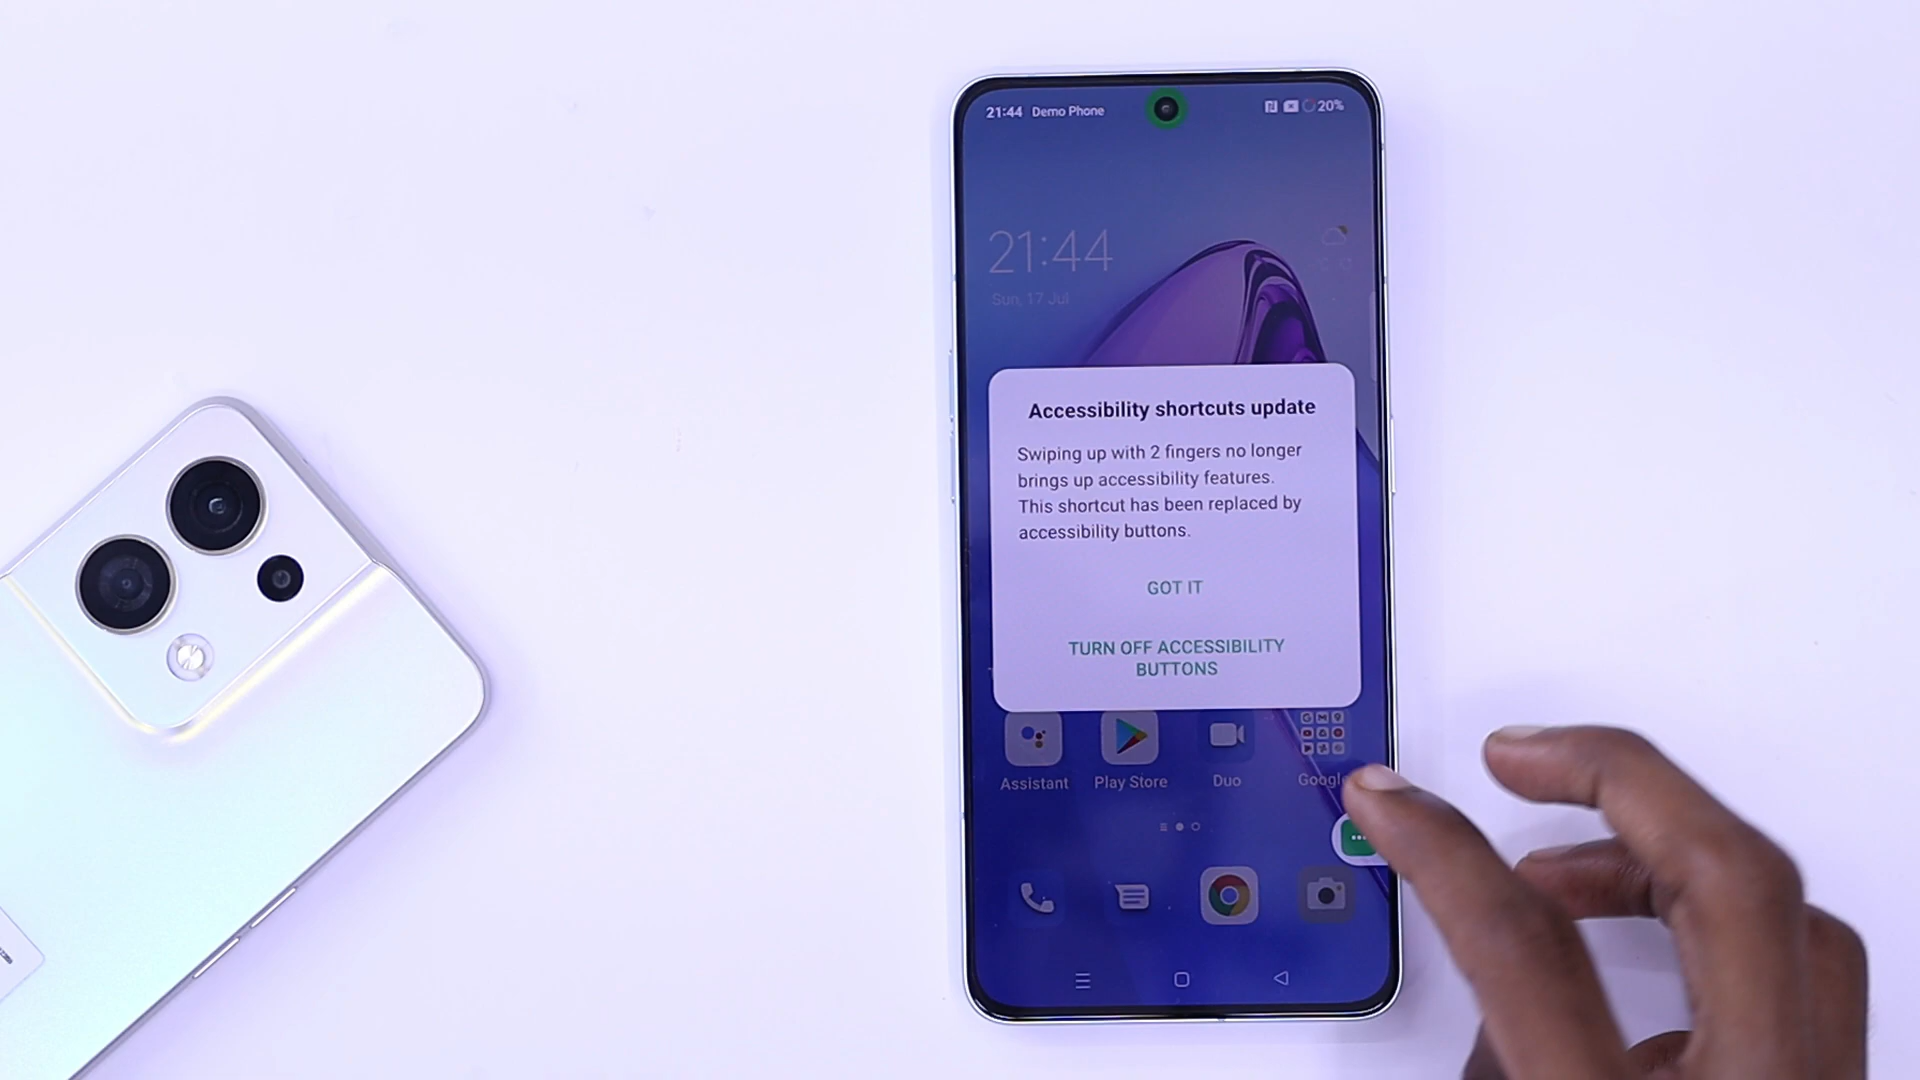 21:44 Demo Phone
20%
21:44
Sun, 17 Jul
Accessibility shortcuts update
Swiping up with 2 fingers no longer
brings up accessibility features.
This shortcut has been replaced by
accessibility buttons.
GOT IT
TURN OFF ACCESSIBILITY
BUTTONS
Assistant
Play Store
Duo
Google